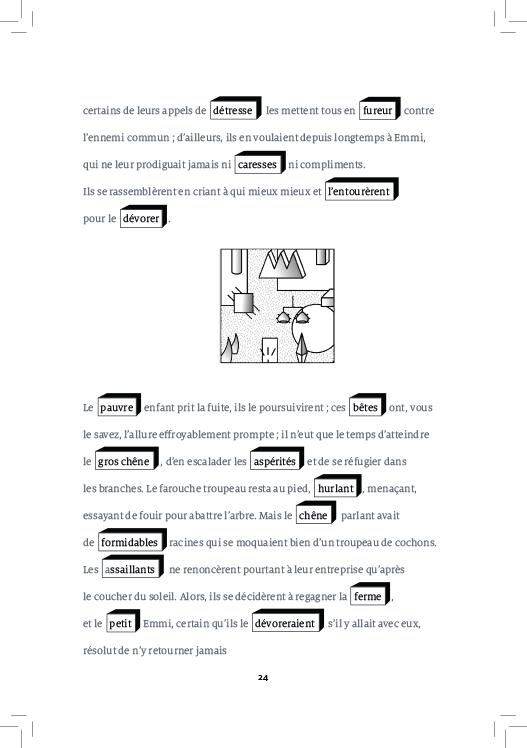 certains de leurs appels de détresse les mettent tous en fureur contre
l'ennemi commun ; d'ailleurs, ils en voulaient depuis longtemps à Emmi,
qui ne leur prodiguait jamais ni caresses ni compliments.
Ils se rassemblèrent en criant à qui mieux mieux et l'entourèrent
pour le dévorer.
Le pauvre enfant prit la fuite, ils le poursuivirent ; ces bêtes ont, vous
le savez, l'allure effroyablement prompte ; il n'eut que le temps d'atteindre
le gros chêne, d'en escalader les aspérités et de se réfugier dans
les branches. Le farouche troupeau resta au pied, hurlant, menaçant,
essayant de fouir pour abattre l'arbre. Mais le chêne parlant avait
de formidables racines qui se moquaient bien d'un troupeau de cochons.
Les assaillants ne renoncèrent pourtant à leur entreprise qu'après
le coucher du soleil. Alors, ils se décidèrent à regagner la ferme,
et le petit Emmi, certain qu'ils le dévoreraient s'il y allait avec eux,
résolut de n'y retourner jamais
24